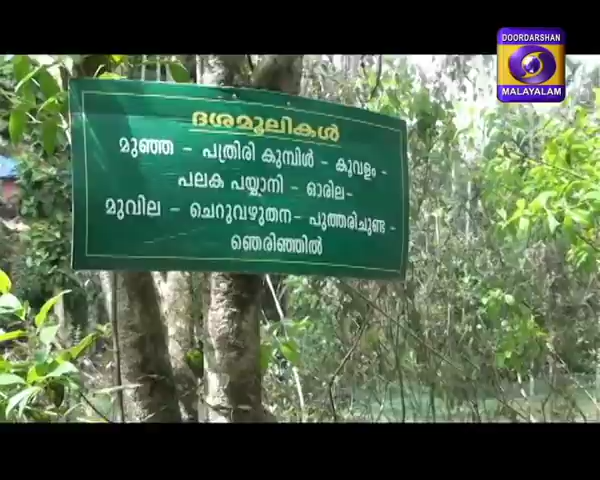 DOORDARSHAN
MALAYALAM
ദശമൂലികൾ
മുഞ്ഞ - പത്രിരി കുമ്പിൾ - കൂവളം -
പലക പയ്യാനി - ഓരില-
മുവില - ചെറുവഴുതന- പുത്തരിചുണ്ട -
ഞെരിഞ്ഞിൽ